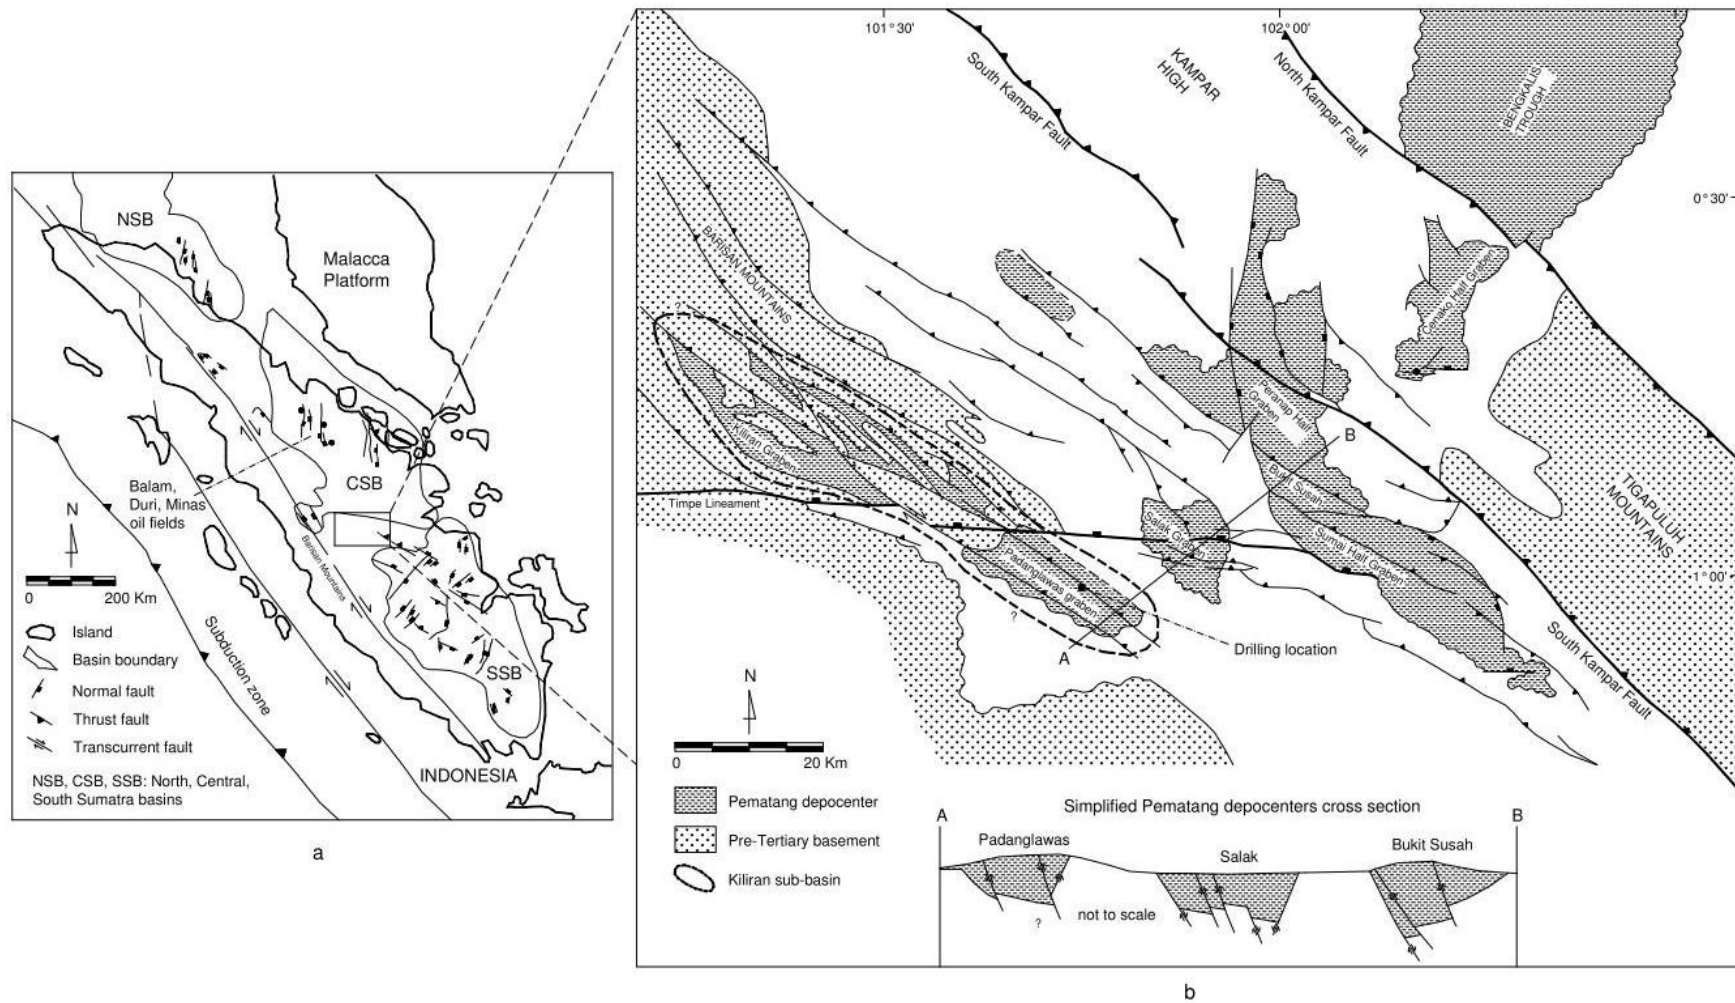 NSB
Malacca
Platform
Balam,
Duri, Minas
oil fields
CSB
N
0 200 Km
Barisan Mountains
Subduction zone
SSB
Island
Basin boundary
Normal fault
Thrust fault
Transcurrent fault
INDONESIA
NSB, CSB, SSB: North, Central,
South Sumatra basins
a
101°30'
102°00'
0°30'
1°00'
South Kampar Fault
KAMPAR
HIGH
North Kampar Fault
BENGKALIS
TROUGH
BARISAN MOUNTAINS
Cenako Half Graben
?
Peranap Half
Graben
B
Kiliran Graben
Timpe Lineament
Bukit Susah
Salak Graben
Sumai Half Graben
TIGAPULUH
MOUNTAINS
Padanglawas graben
?
A
Drilling location
South Kampar Fault
N
0 20 Km
Pematang depocenter
Pre-Tertiary basement
Kiliran sub-basin
Simplified Pematang depocenters cross section
A
B
Padanglawas
Salak
Bukit Susah
?
not to scale
b